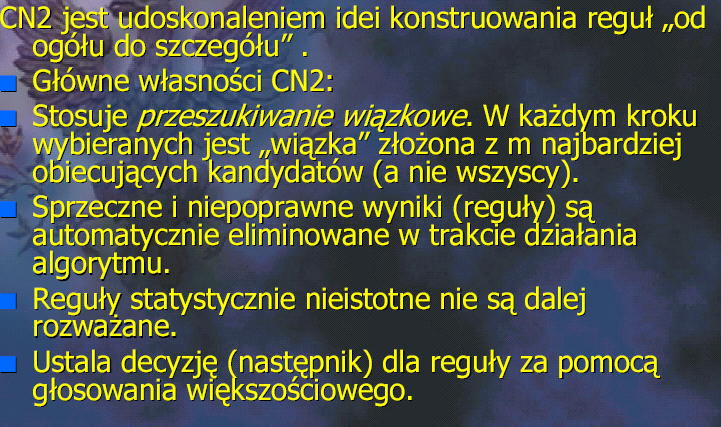 CN2 jest udoskonaleniem idei konstruowania reguł „od
ogółu do szczegółu” .
Główne własności CN2:
Stosuje przeszukiwanie wiązkowe. W każdym kroku
wybieranych jest „wiązka” złożona z m najbardziej
obiecujących kandydatów (a nie wszyscy).
Sprzeczne i niepoprawne wyniki (reguły) są
automatycznie eliminowane w trakcie działania
algorytmu.
Reguły statystycznie nieistotne nie są dalej
rozważane.
Ustala decyzję (następnik) dla reguły za pomocą
głosowania większościowego.